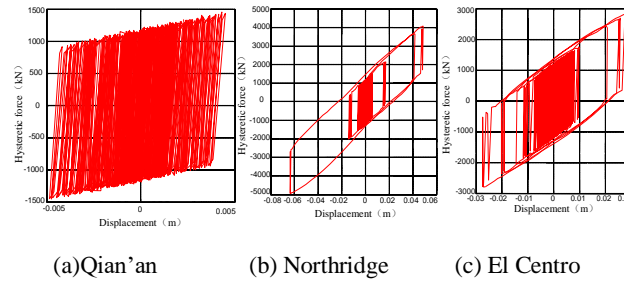 Hysteretic force（kN）
1500
1000
500
0
-500
-1000
-1500
-0.005 0 0.005
Displacement（m）
Hysteretic force（kN）
5000
4000
3000
2000
1000
0
-1000
-2000
-3000
-4000
-5000
-0.08 -0.06 -0.04 -0.02 0 0.02 0.04 0.06
Displacement（m）
Hysteretic force（kN）
3000
2000
1000
0
-1000
-2000
3000
-0.03 -0.02 -0.01 0 0.01 0.02
Displacement（m）
(a)Qian’an (b) Northridge (c) El Centro